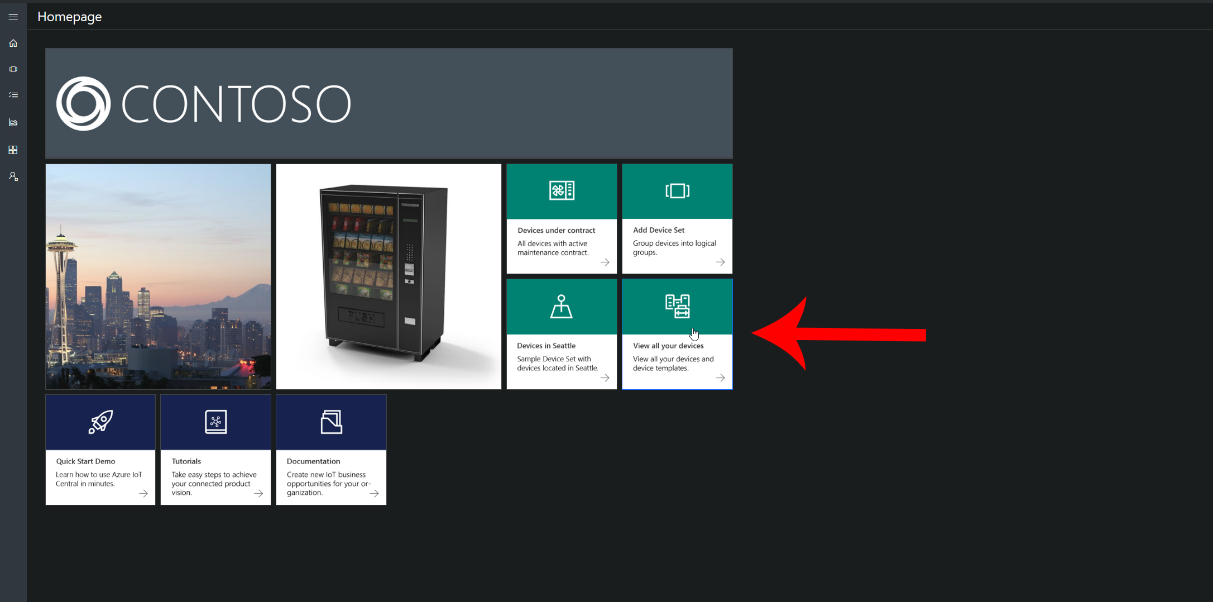 Homepage
CONTOSO
PUSH
Devices under contract
All devices with active
maintenance contract.
Add Device Set
Group devices into logical
groups.
Devices in Seattle
Sample Device Set with
devices located in Seattle.
View all your devices
View all your devices and
device templates.
Quick Start Demo
Learn how to use Azure IoT
Central in minutes.
Tutorials
Take easy steps to achieve
your connected product
vision.
Documentation
Create new IoT business
opportunities for your or-
ganization.